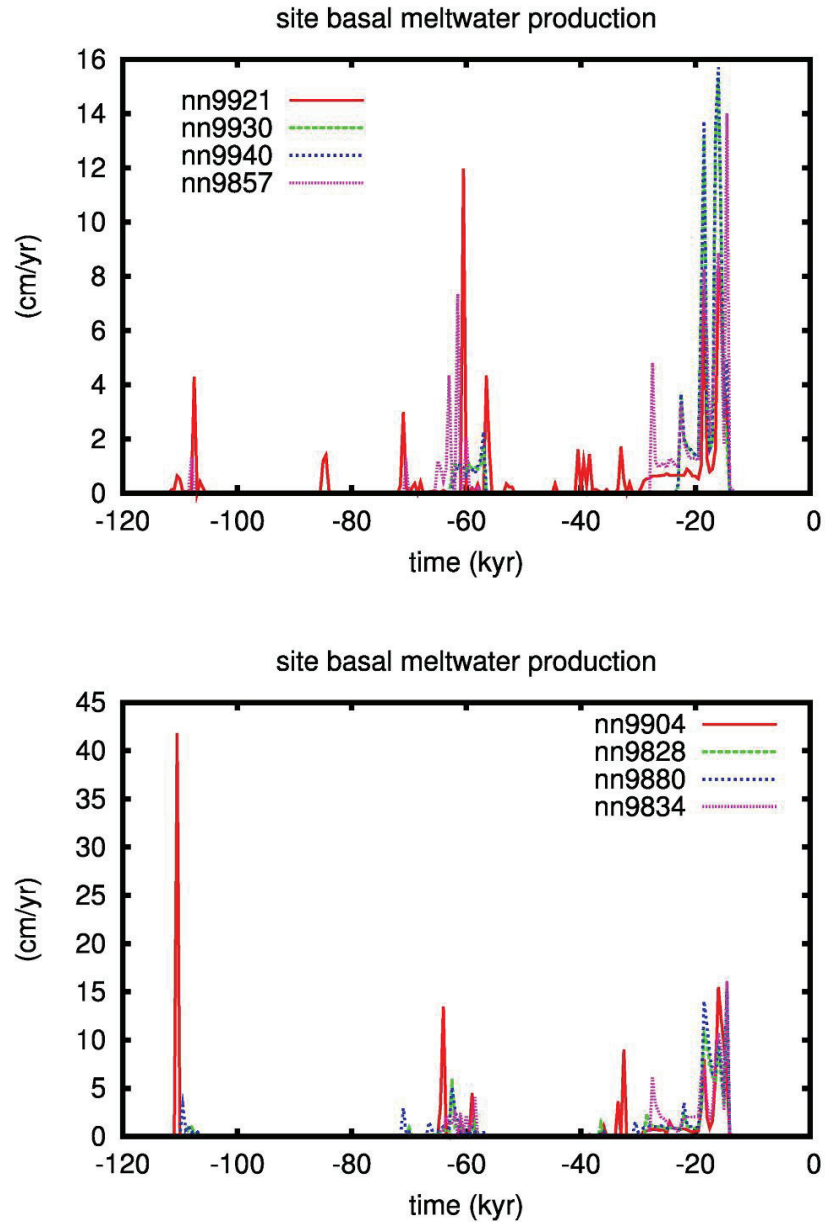 site basal meltwater production
16
14
12
10
8
6
4
2
0
(cm/yr)
nn9921
nn9930
nn9940
nn9857
-120 -100 -80 -60 -40 -20 0
time (kyr)
site basal meltwater production
45
40
35
30
25
20
15
10
5
0
(cm/yr)
nn9904
nn9828
nn9880
nn9834
-120 -100 -80 -60 -40 -20 0
time (kyr)